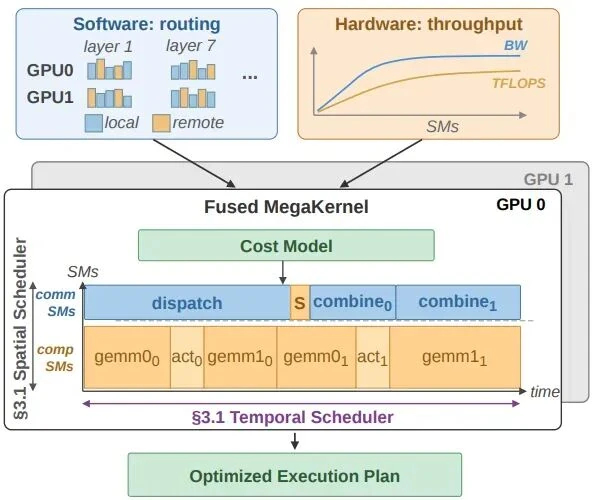 Software: routing
layer 1 layer 7
GPU0
...
GPU1
local remote
Hardware: throughput
BW
TFLOPS
SMs
GPU 1
GPU 0
Fused MegaKernel
Cost Model
§3.1 Spatial Scheduler
SMs
comm SMs
dispatch S combine₀ combine₁
comp SMs
gemm0₀ act₀ gemm1₀ gemm0₁ act₁ gemm1₁
time
§3.1 Temporal Scheduler
Optimized Execution Plan